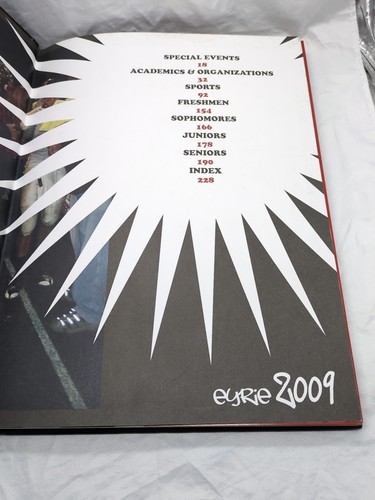 SPECIAL EVENTS
18
ACADEMICS & ORGANIZATIONS
32
SPORTS
92
FRESHMEN
154
SOPHOMORES
166
JUNIORS
178
SENIORS
190
INDEX
228
eyrie 2009